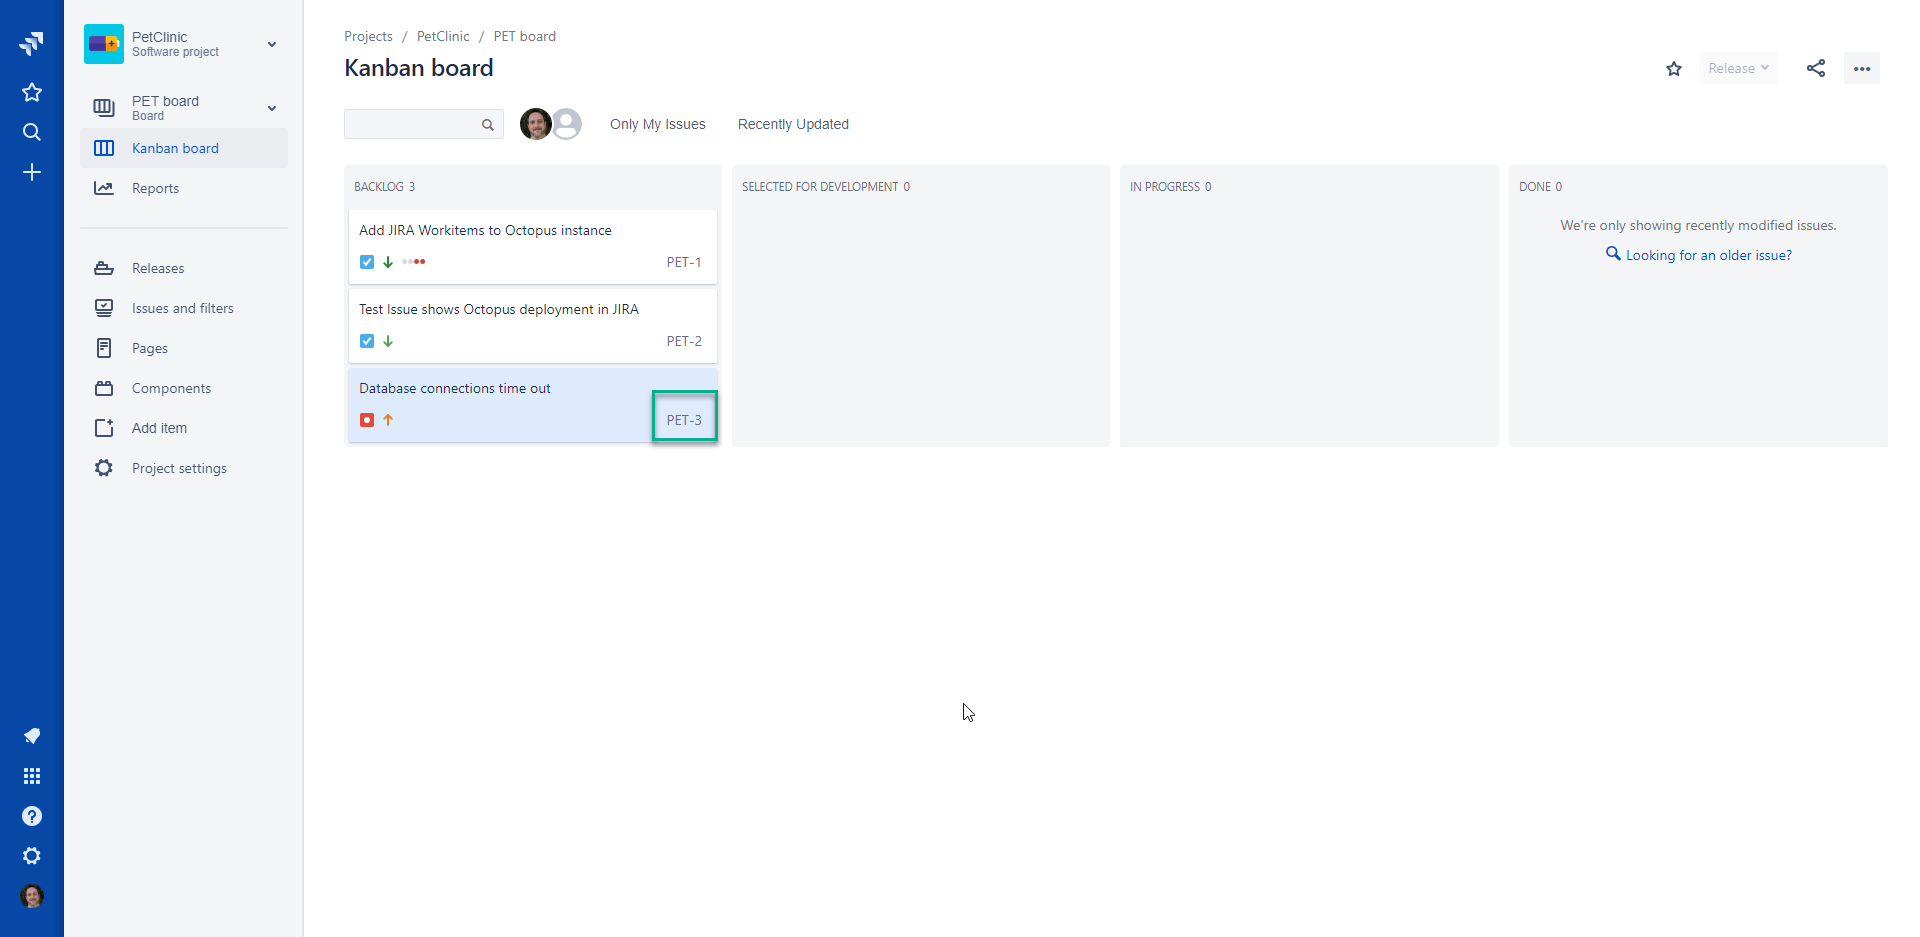 PetClinic
Software project
PET board
Board
Kanban board
Reports
Releases
Issues and filters
Pages
Components
Add item
Project settings
Projects / PetClinic / PET board
Kanban board
Release
Only My Issues
Recently Updated
BACKLOG 3
Add JIRA Workitems to Octopus instance
PET-1
Test Issue shows Octopus deployment in JIRA
PET-2
Database connections time out
PET-3
SELECTED FOR DEVELOPMENT 0
IN PROGRESS 0
DONE 0
We're only showing recently modified issues.
Looking for an older issue?